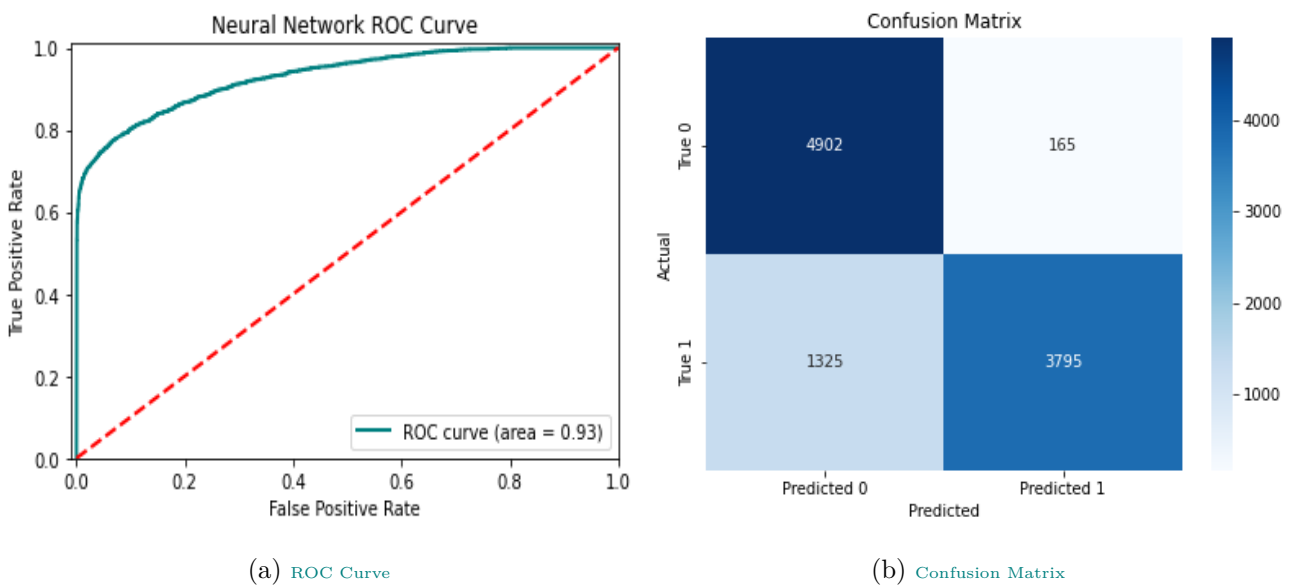 Neural Network ROC Curve
1.0
0.8
0.6
0.4
0.2
0.0
True Positive Rate
ROC curve (area = 0.93)
0.0 0.2 0.4 0.6 0.8 1.0
False Positive Rate
(a) ROC Curve
Confusion Matrix
True 0
4902 165
Actual
True 1
1325 3795
Predicted 0 Predicted 1
Predicted
4000
3000
2000
1000
(b) Confusion Matrix